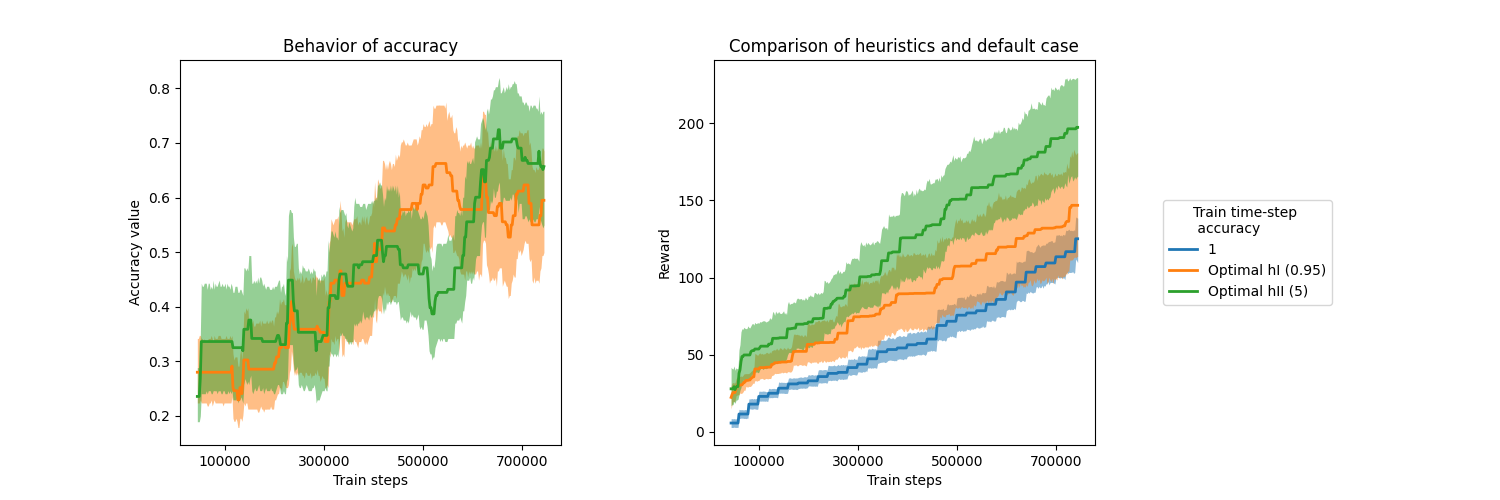 Behavior of accuracy
Accuracy value
0.8
0.7
0.6
0.5
0.4
0.3
0.2
100000
300000
500000
700000
Train steps
Comparison of heuristics and default case
Reward
200
150
100
50
0
100000
300000
500000
700000
Train steps
Train time-step
accuracy
1
Optimal hI (0.95)
Optimal hII (5)